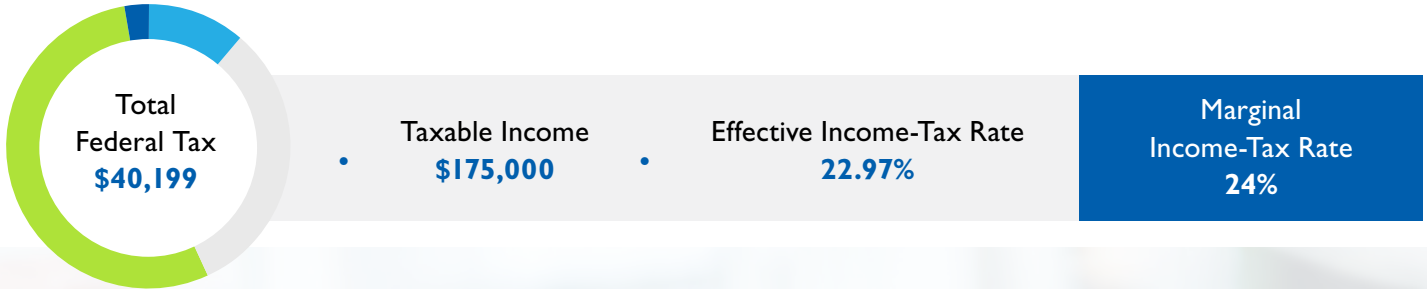 Total
Federal Tax
$40,199
• Taxable Income
$175,000
• Effective Income-Tax Rate
22.97%
Marginal
Income-Tax Rate
24%